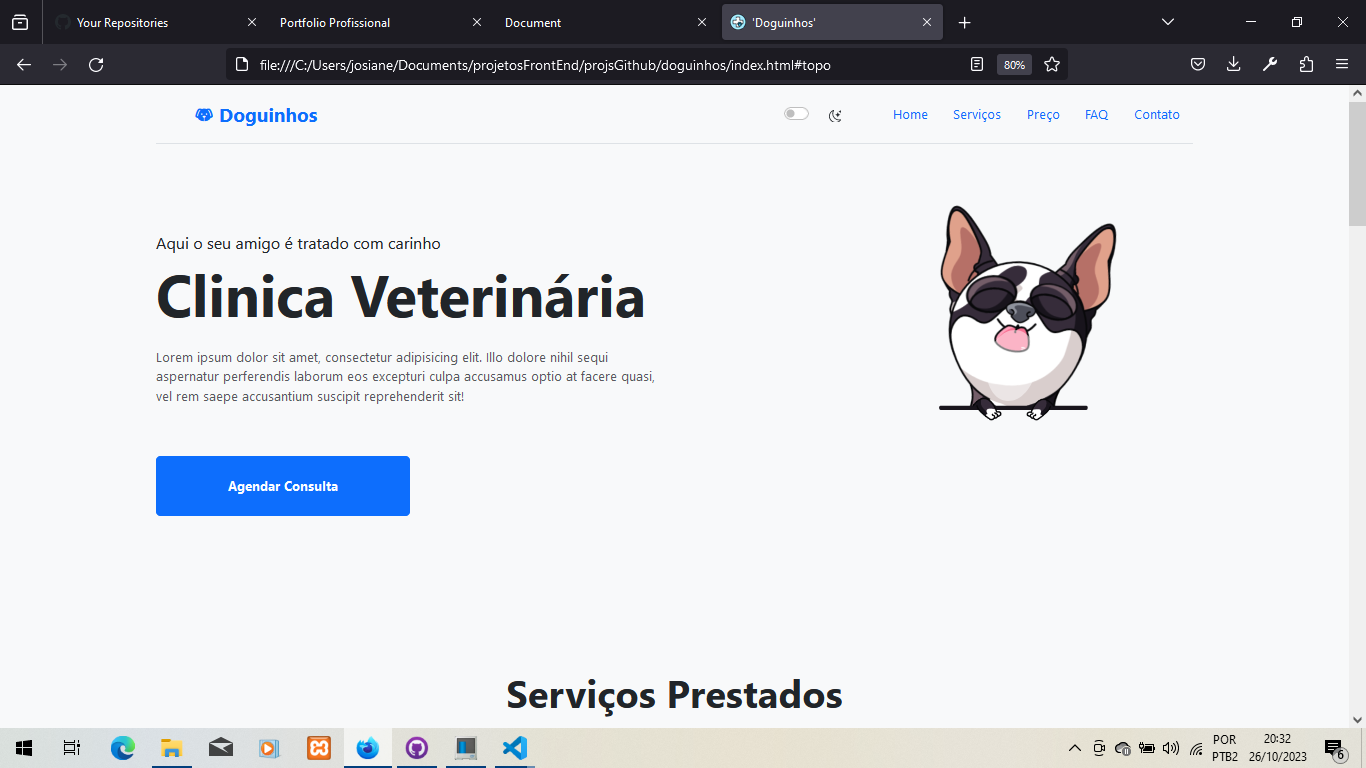 Your Repositories
Portfolio Profissional
Document
'Doguinhos'
file:///C:/Users/josiane/Documents/projetosFrontEnd/projsGithub/doguinhos/index.html#topo
80%
Doguinhos
Home
Serviços
Preço
FAQ
Contato
Aqui o seu amigo é tratado com carinho
Clinica Veterinária
Lorem ipsum dolor sit amet, consectetur adipisicing elit. Illo dolore nihil sequi
aspernatur perferendis laborum eos excepturi culpa accusamus optio at facere quasi,
vel rem saepe accusantium suscipit reprehenderit sit!
Agendar Consulta
Serviços Prestados
POR
PTB2
20:32
26/10/2023
6